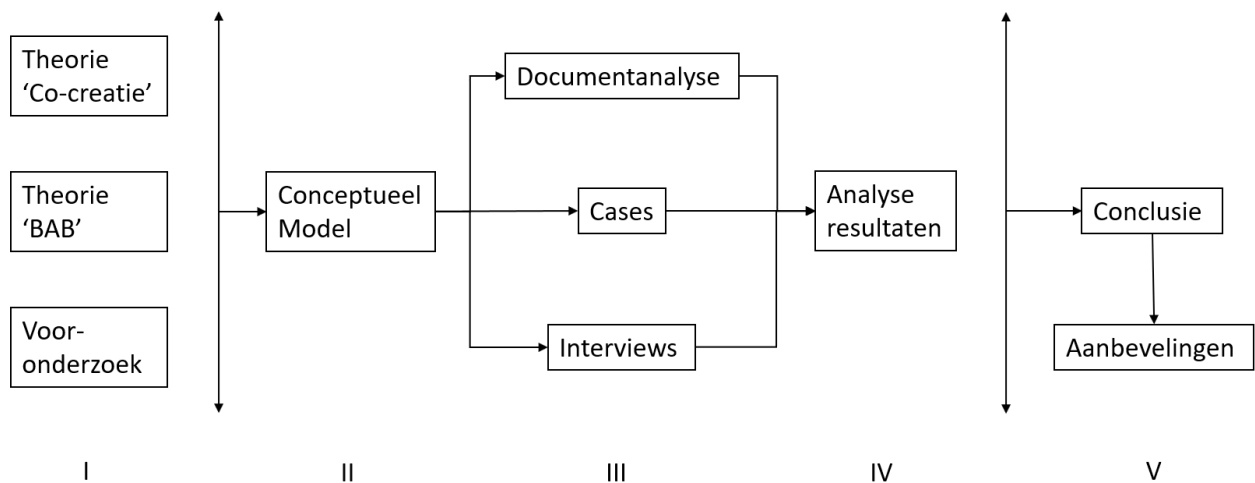 Theorie
‘Co-creatie’
Theorie
‘BAB’
Voor-
onderzoek
Conceptueel
Model
Documentanalyse
Cases
Interviews
Analyse
resultaten
Conclusie
Aanbevelingen
I
II
III
IV
V